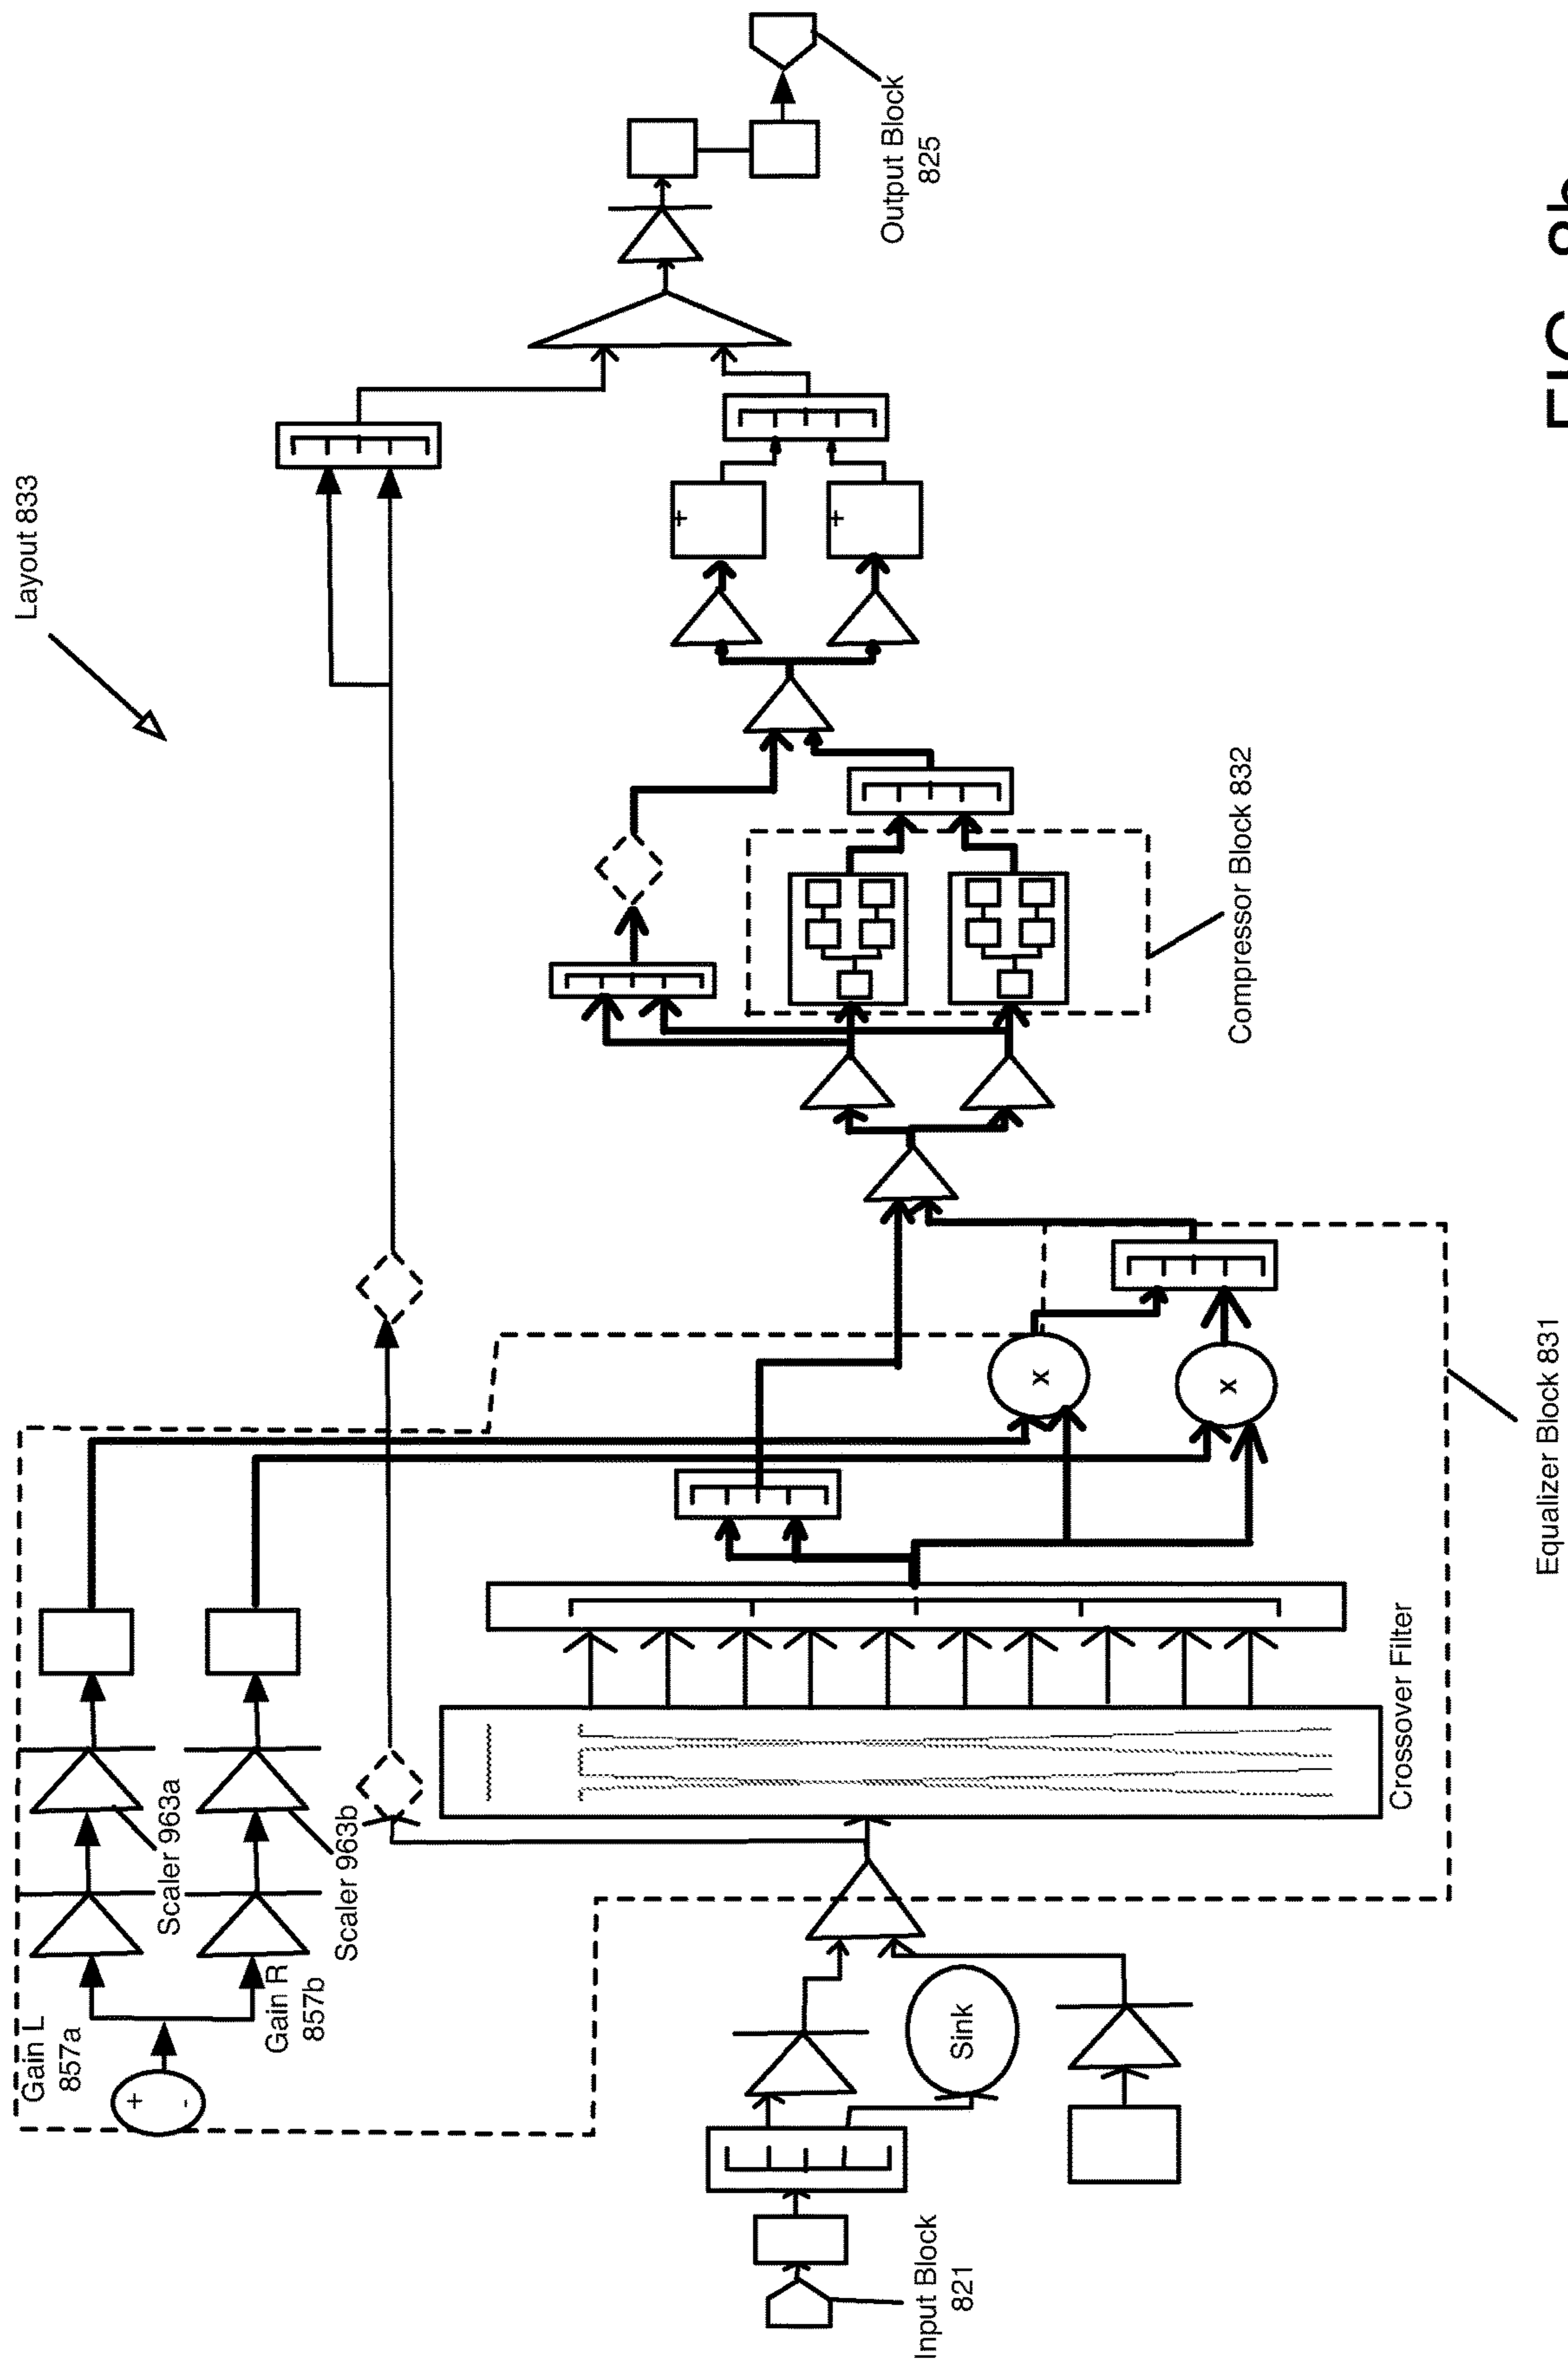 Layout 833
Gain L
857a
Scaler 963a
Gain R
857b
Scaler 963b
+
-
Output Block
825
+
+
Compressor Block 832
x
x
Sink
Input Block
821
Crossover Filter
Equalizer Block 831
FIG. 8b